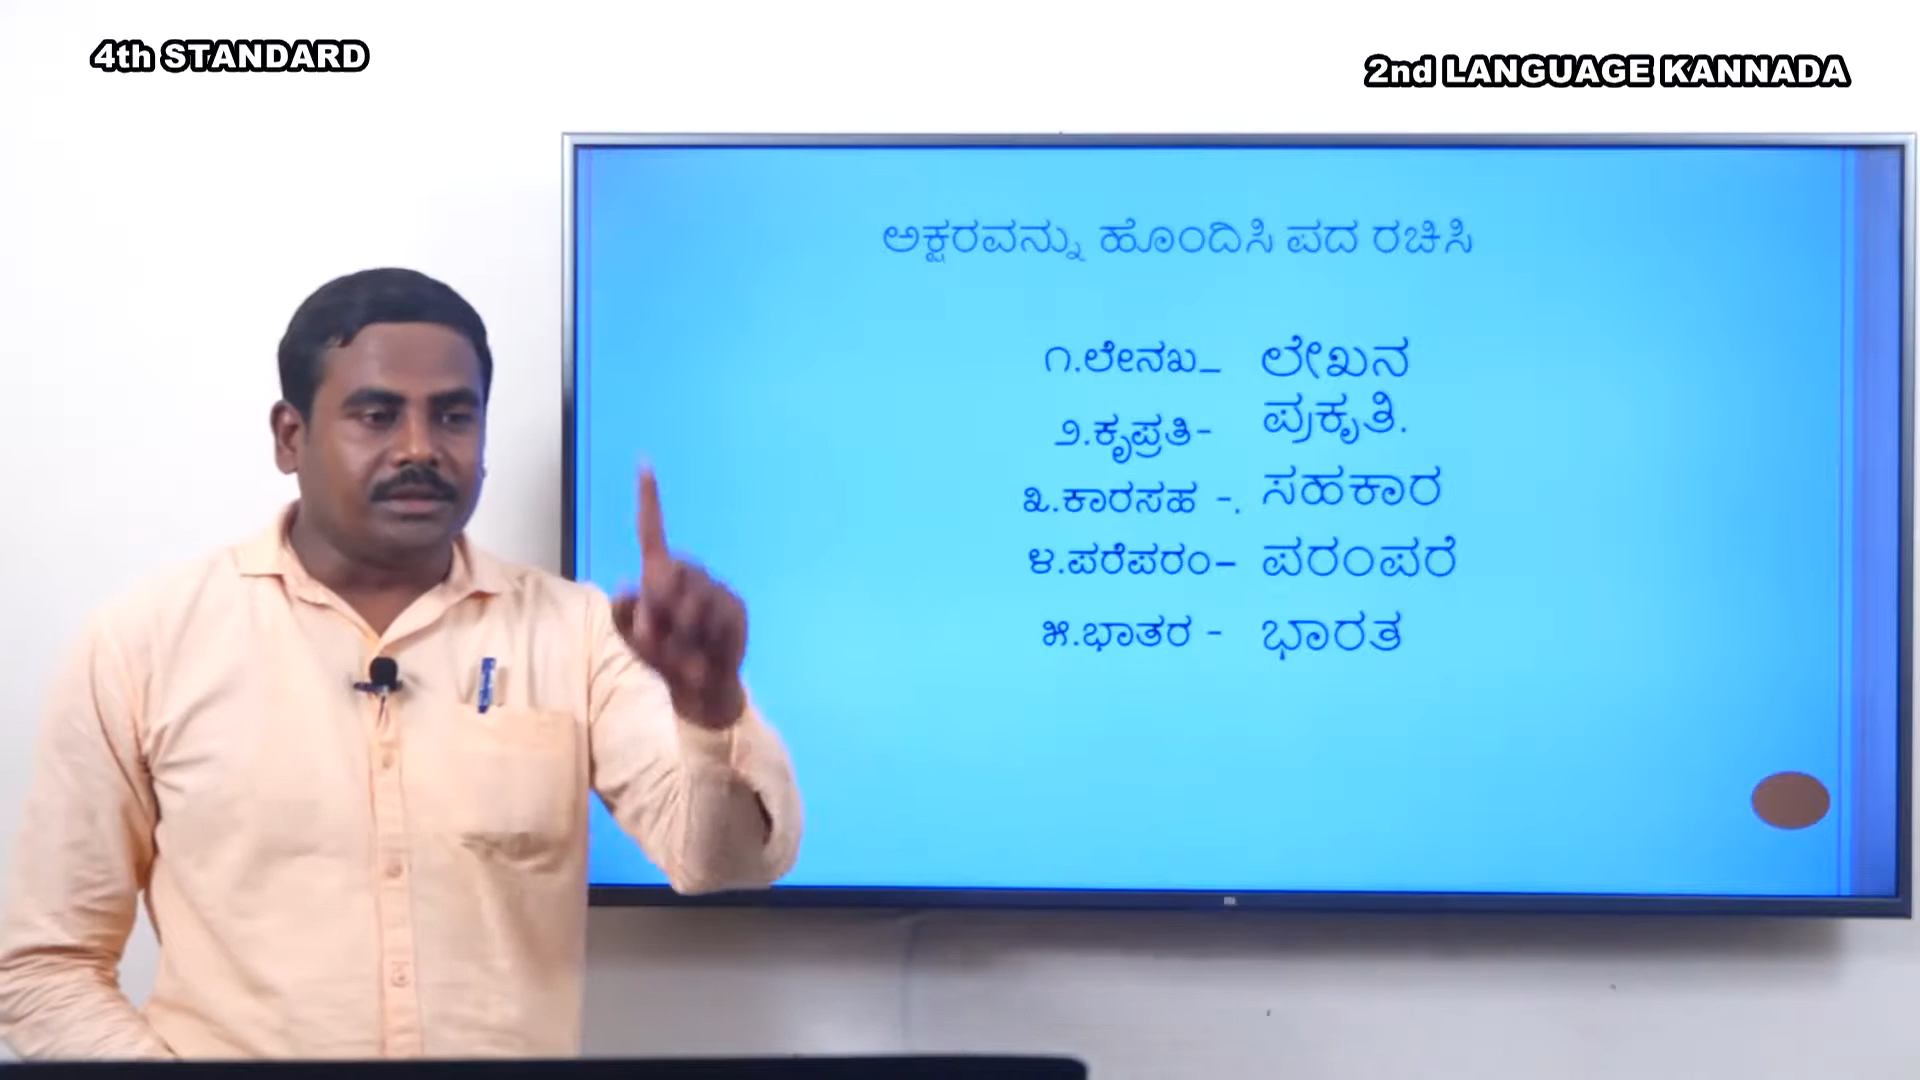 4th STANDARD
2nd LANGUAGE KANNADA
ಅಕ್ಷರವನ್ನು ಹೊಂದಿಸಿ ಪದ ರಚಿಸಿ
೧.ಲೇನಖ_ ಲೇಖನ
೨.ಕೃಪ್ರತಿ- ಪ್ರಕೃತಿ.
೩.ಕಾರಸಹ -. ಸಹಕಾರ
೪.ಪರೆಪರಂ– ಪರಂಪರೆ
೫.ಭಾತರ - ಭಾರತ